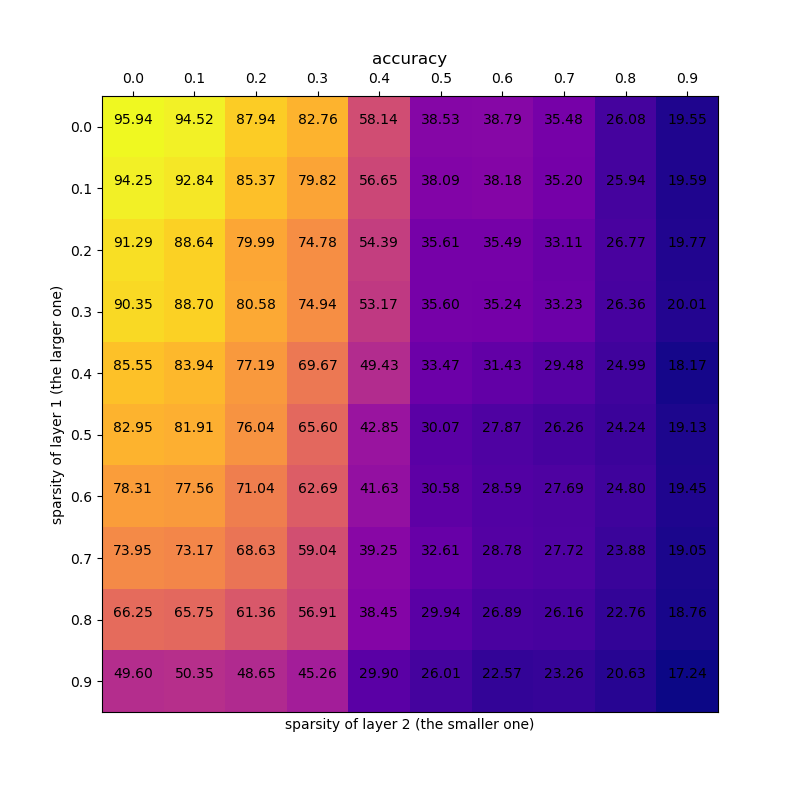 accuracy
0.0 0.1 0.2 0.3 0.4 0.5 0.6 0.7 0.8 0.9
0.0 95.94 94.52 87.94 82.76 58.14 38.53 38.79 35.48 26.08 19.55
0.1 94.25 92.84 85.37 79.82 56.65 38.09 38.18 35.20 25.94 19.59
0.2 91.29 88.64 79.99 74.78 54.39 35.61 35.49 33.11 26.77 19.77
0.3 90.35 88.70 80.58 74.94 53.17 35.60 35.24 33.23 26.36 20.01
0.4 85.55 83.94 77.19 69.67 49.43 33.47 31.43 29.48 24.99 18.17
0.5 82.95 81.91 76.04 65.60 42.85 30.07 27.87 26.26 24.24 19.13
0.6 78.31 77.56 71.04 62.69 41.63 30.58 28.59 27.69 24.80 19.45
0.7 73.95 73.17 68.63 59.04 39.25 32.61 28.78 27.72 23.88 19.05
0.8 66.25 65.75 61.36 56.91 38.45 29.94 26.89 26.16 22.76 18.76
0.9 49.60 50.35 48.65 45.26 29.90 26.01 22.57 23.26 20.63 17.24
sparsity of layer 1 (the larger one)
sparsity of layer 2 (the smaller one)